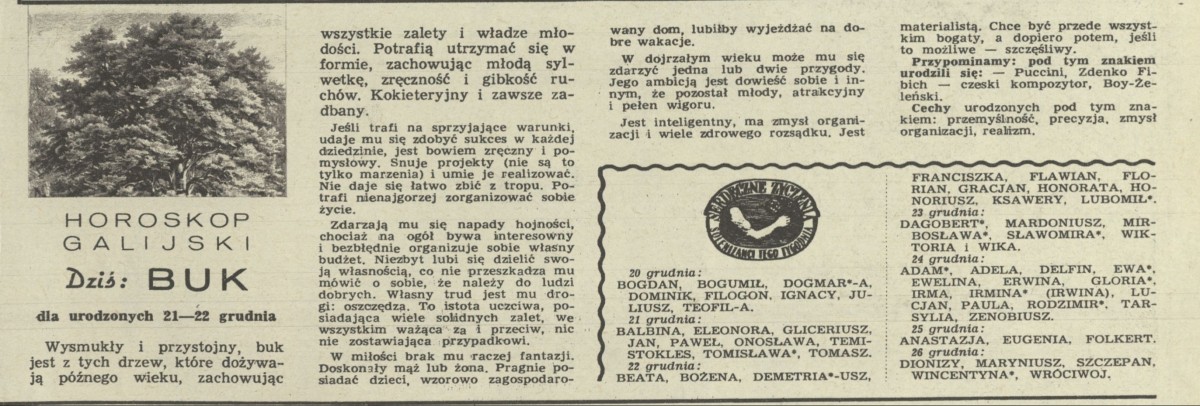 HOROSKOP
GALIJSKI
Dziś: BUK
dla urodzonych 21—22 grudnia
Wysmukły i przystojny, buk
jest z tych drzew, które dożywa-
ją późnego wieku, zachowując
wszystkie zalety i władze mło-
dości. Potrafią utrzymać się w
formie, zachowując młodą syl-
wetkę, zręczność i gibkość ru-
chów. Kokieteryjny i zawsze za-
dbany.
Jeśli trafi na sprzyjające warunki,
udaje mu się zdobyć sukces w każdej
dziedzinie, jest bowiem zręczny i po-
mysłowy. Snuje projekty (nie są to
tylko marzenia) i umie je realizować.
Nie daje się łatwo zbić z tropu. Po-
trafi nienajgorzej zorganizować sobie
życie.
Zdarzają mu się napady hojności,
chociaż na ogół bywa interesowny
i bezbłędnie organizuje sobie własny
budżet. Niezbyt lubi się dzielić swo-
ją własnością, co nie przeszkadza mu
mówić o sobie, że należy do ludzi
dobrych. Własny trud jest mu dro-
gi: oszczędza. To istota uczciwa, po-
siadająca wiele solidnych zalet, we
wszystkim ważąca za i przeciw, nic
nie zostawiająca przypadkowi.
W miłości brak mu raczej fantazji.
Doskonały mąż lub żona. Pragnie po-
siadać dzieci, wzorowo zagospodaro-
wany dom, lubiłby wyjeżdżać na do-
bre wakacje.
W dojrzałym wieku może mu się
zdarzyć jedna lub dwie przygody.
Jego ambicją jest dowieść sobie i in-
nym, że pozostał młody, atrakcyjny
i pełen wigoru.
Jest inteligentny, ma zmysł organi-
zacji i wiele zdrowego rozsądku. Jest
materialistą. Chce być przede wszyst-
kim bogaty, a dopiero potem, jeśli
to możliwe — szczęśliwy.
Przypominamy: pod tym znakiem
urodzili się: — Puccini, Zdenko Fi-
bich — czeski kompozytor, Boy-Że-
leński.
Cechy urodzonych pod tym zna-
kiem: przemyślność, precyzja, zmysł
organizacji, realizm.
SERDECZNE ŻYCZENIA
SOLENIZANCI TEGO TYGODNIA
20 grudnia:
BOGDAN, BOGUMIŁ, DOGMAR*-A,
DOMINIK, FILOGON, IGNACY, JU-
LIUSZ, TEOFIL-A.
21 grudnia:
BALBINA, ELEONORA, GLICERIUSZ,
JAN, PAWEŁ, ONOSŁAWA, TEMI-
STOKLES, TOMISŁAWA*, TOMASZ.
22 grudnia:
BEATA, BOŻENA, DEMETRIA*-USZ,
FRANCISZKA, FLAWIAN, FLO-
RIAN, GRACJAN, HONORATA, HO-
NORIUSZ, KSAWERY, LUBOMIŁ*.
23 grudnia:
DAGOBERT*, MARDONIUSZ, MIR-
BOSŁAWA*, SŁAWOMIRA*, WIK-
TORIA i WIKA.
24 grudnia:
ADAM*, ADELA, DELFIN, EWA*,
EWELINA, ERWINA, GLORIA*,
IRMA, IRMINA* (IRWINA), LU-
CJAN, PAULA, RODZIMIR*, TAR-
SYLIA, ZENOBIUSZ.
25 grudnia:
ANASTAZJA, EUGENIA, FOLKERT.
26 grudnia:
DIONIZY, MARYNIUSZ, SZCZEPAN,
WINCENTYNA*, WRÓCIWOJ.